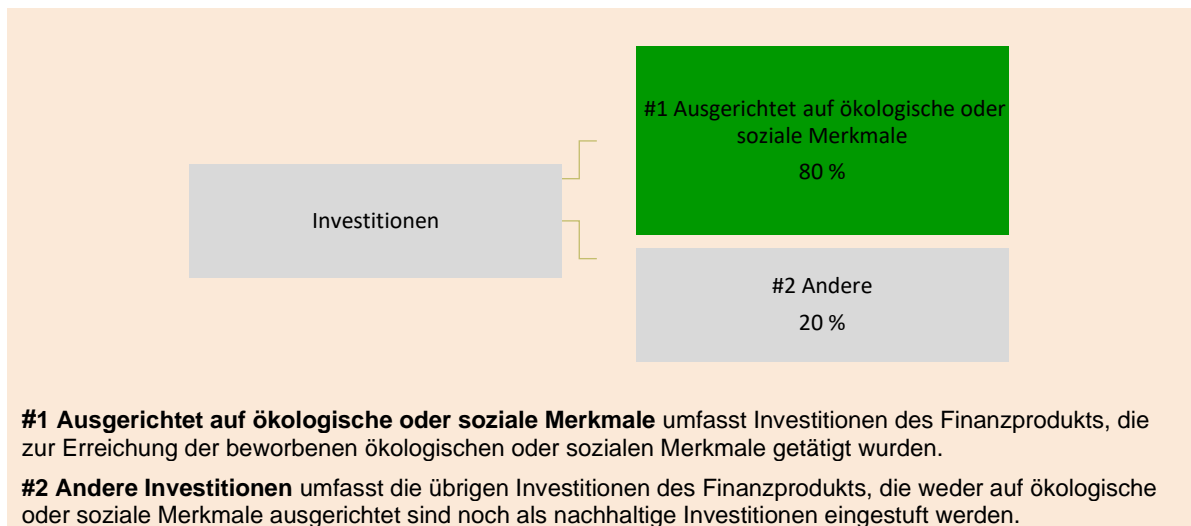 #1 Ausgerichtet auf ökologische oder
soziale Merkmale
80 %
Investitionen
#2 Andere
20 %
#1 Ausgerichtet auf ökologische oder soziale Merkmale umfasst Investitionen des Finanzprodukts, die
zur Erreichung der beworbenen ökologischen oder sozialen Merkmale getätigt wurden.
#2 Andere Investitionen umfasst die übrigen Investitionen des Finanzprodukts, die weder auf ökologische
oder soziale Merkmale ausgerichtet sind noch als nachhaltige Investitionen eingestuft werden.